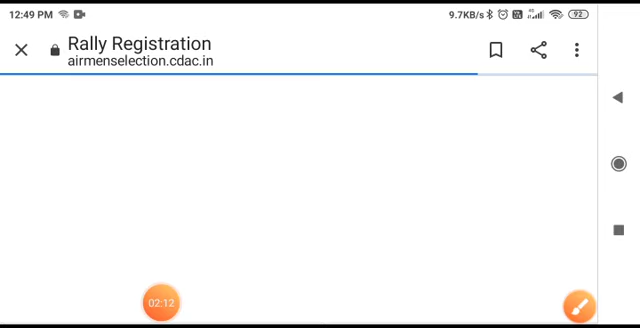 12:49 PM
9.7KB/s 92
Rally Registration
airmenselection.cdac.in
02:12